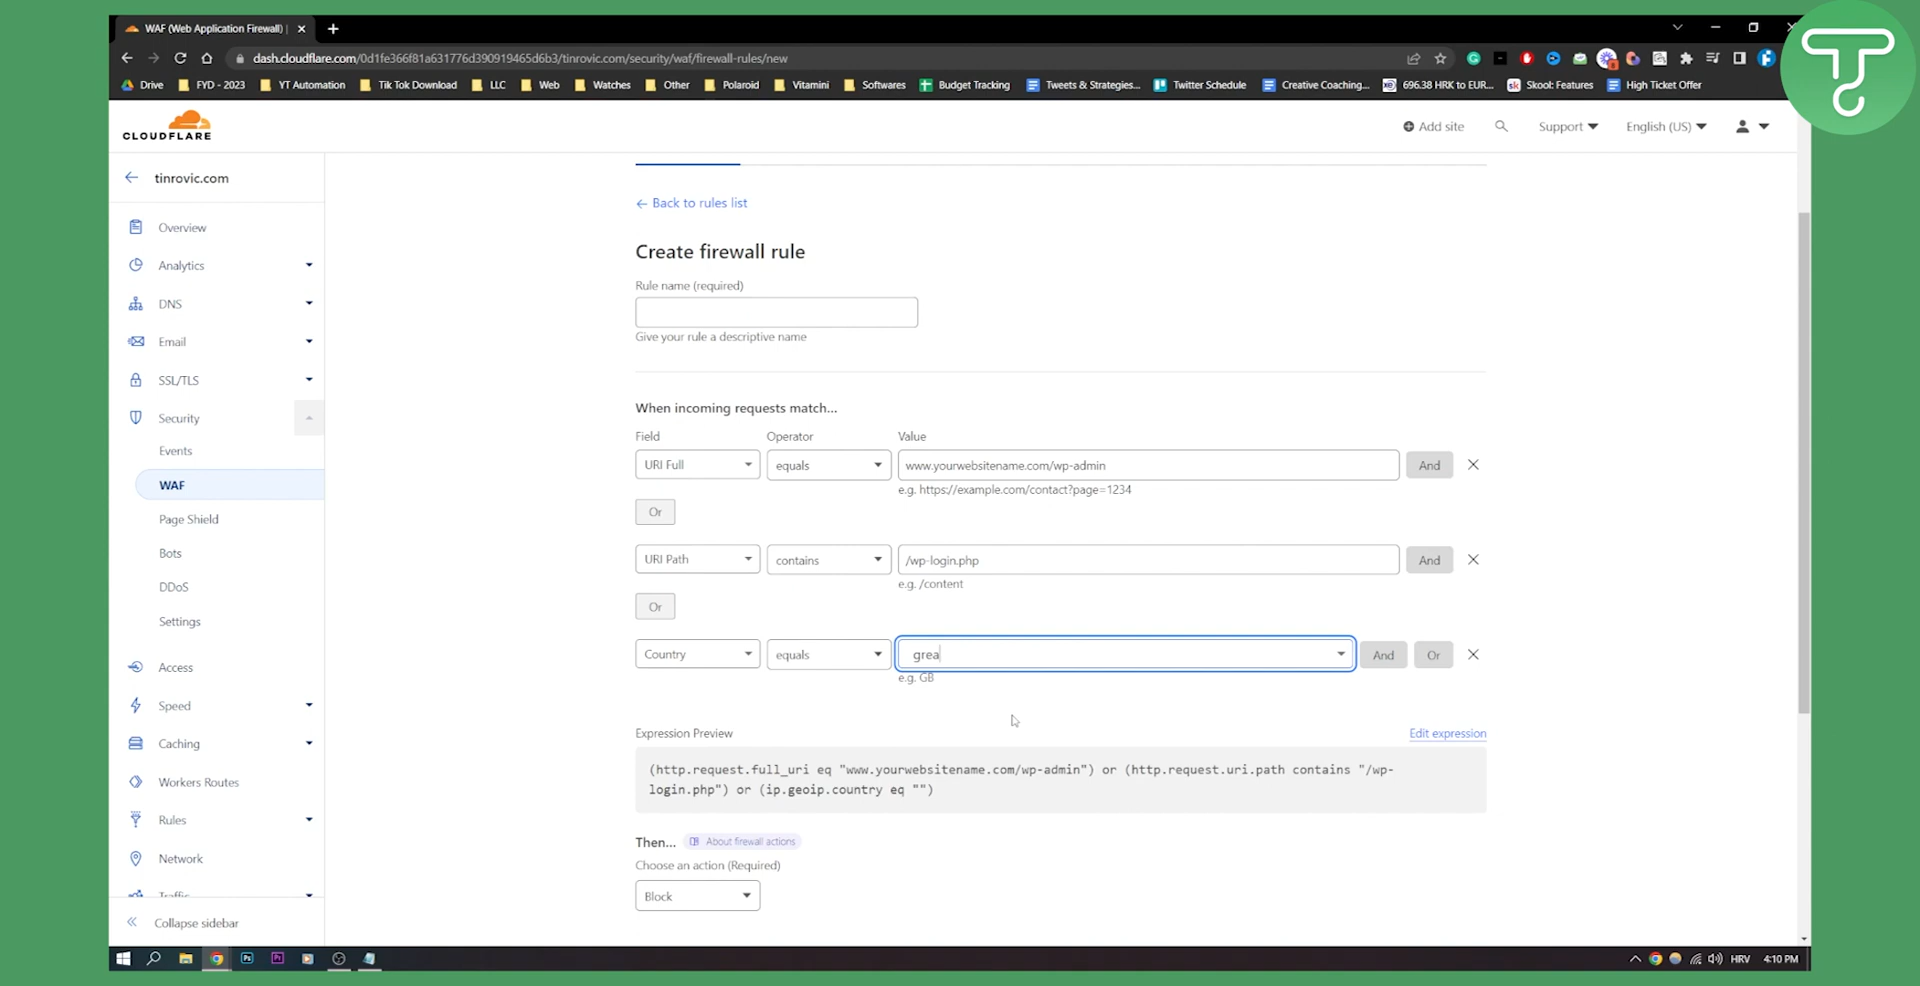 WAF (Web Application Firewall) |
dash.cloudflare.com/0d1fe366f81a631776d390919465d6b3/tinrovic.com/security/waf/firewall-rules/new
Drive FYD - 2023 YT Automation Tik Tok Download LLC Web Watches Other Polaroid Vitamini Softwares Budget Tracking Tweets & Strategies... Twitter Schedule Creative Coaching... 696.38 HRK to EUR... Skool: Features High Ticket Offer
CLOUDFLARE
Add site Support English (US)
tinrovic.com
Overview
Analytics
DNS
Email
SSL/TLS
Security
Events
WAF
Page Shield
Bots
DDoS
Settings
Access
Speed
Caching
Workers Routes
Rules
Network
Traffic
Collapse sidebar
Back to rules list
Create firewall rule
Rule name (required)
Give your rule a descriptive name
When incoming requests match...
Field Operator Value
URI Full equals www.yourwebsitename.com/wp-admin And
e.g. https://example.com/contact?page=1234
Or
URI Path contains /wp-login.php And
e.g. /content
Or
Country equals grea And Or
e.g. GB
Expression Preview Edit expression
(http.request.full_uri eq "www.yourwebsitename.com/wp-admin") or (http.request.uri.path contains "/wp-
login.php") or (ip.geoip.country eq "")
Then... About firewall actions
Choose an action (Required)
Block
Ps Pr HRV 4:10 PM